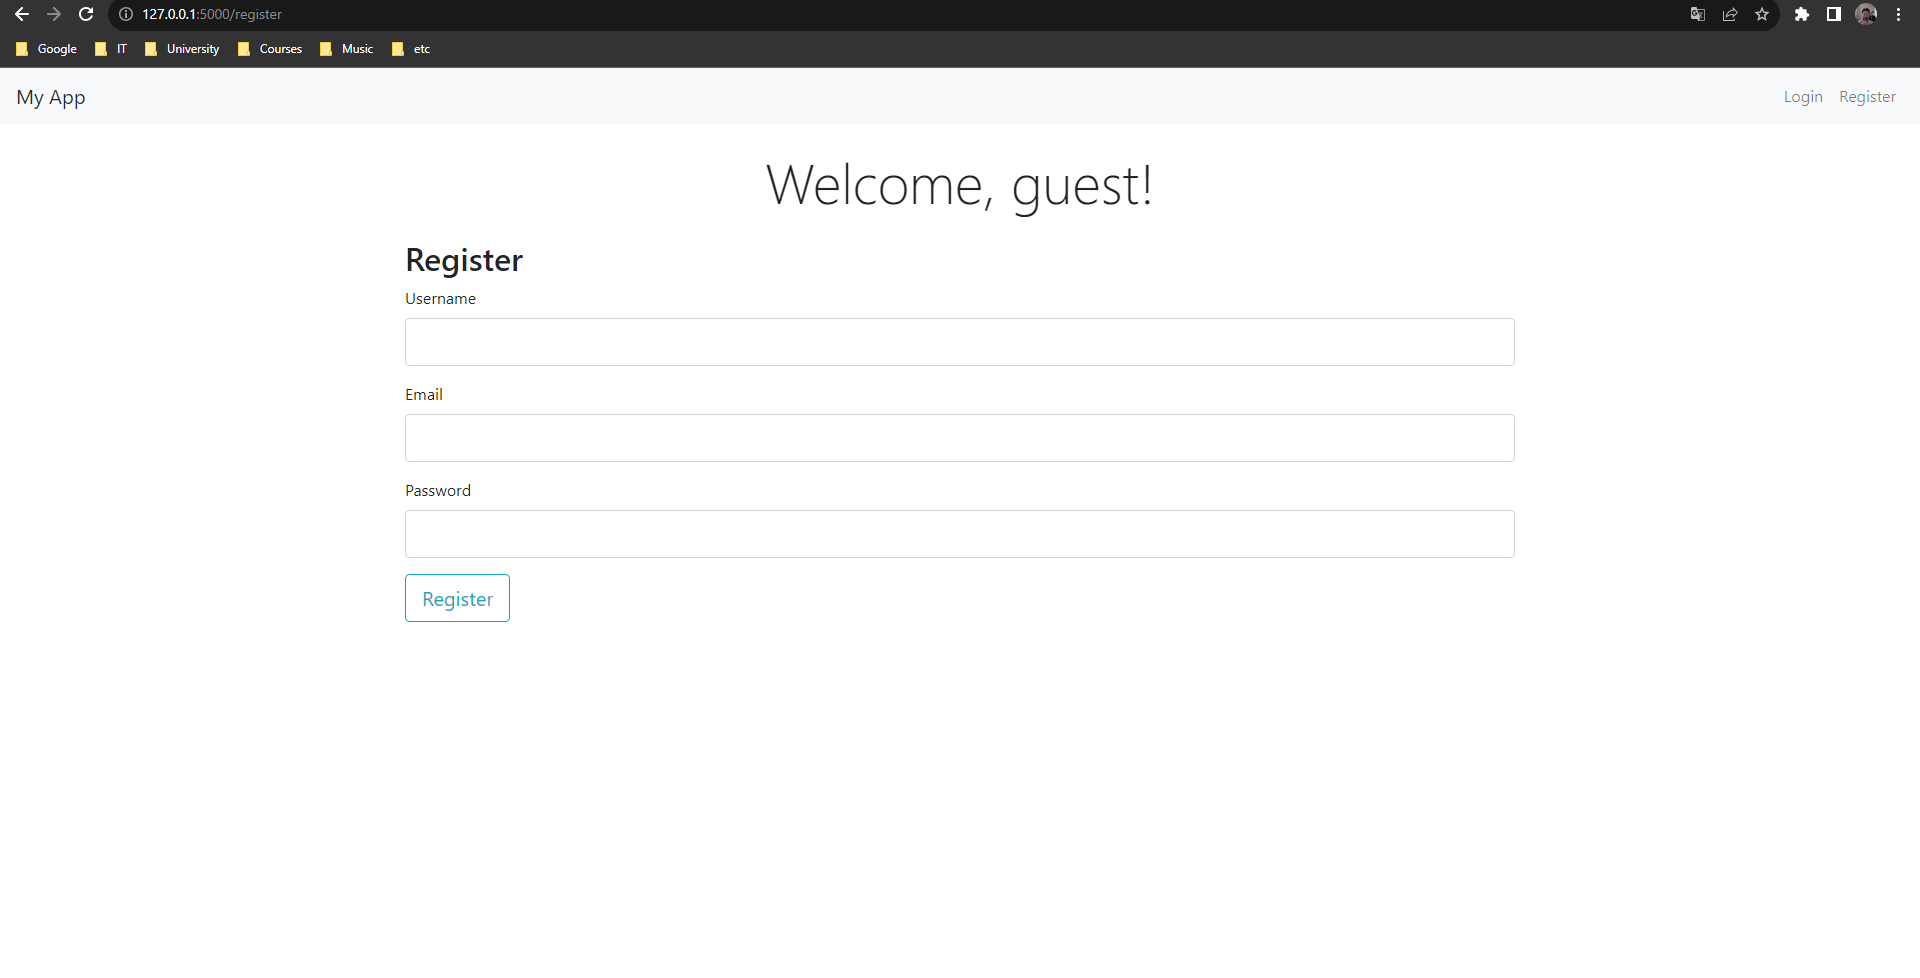 127.0.0.1:5000/register
Google IT University Courses Music etc
My App Login Register
Welcome, guest!
Register
Username
Email
Password
Register